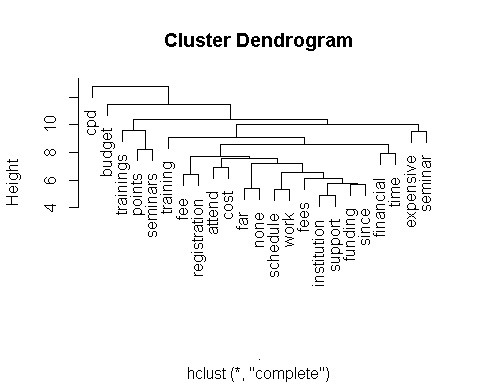 Cluster Dendrogram
Height
10
8
6
4
cpd
budget
trainings
points
seminars
training
fee
registration
attend
cost
far
none
schedule
work
fees
institution
support
funding
since
financial
time
expensive
seminar
hclust (*, "complete")